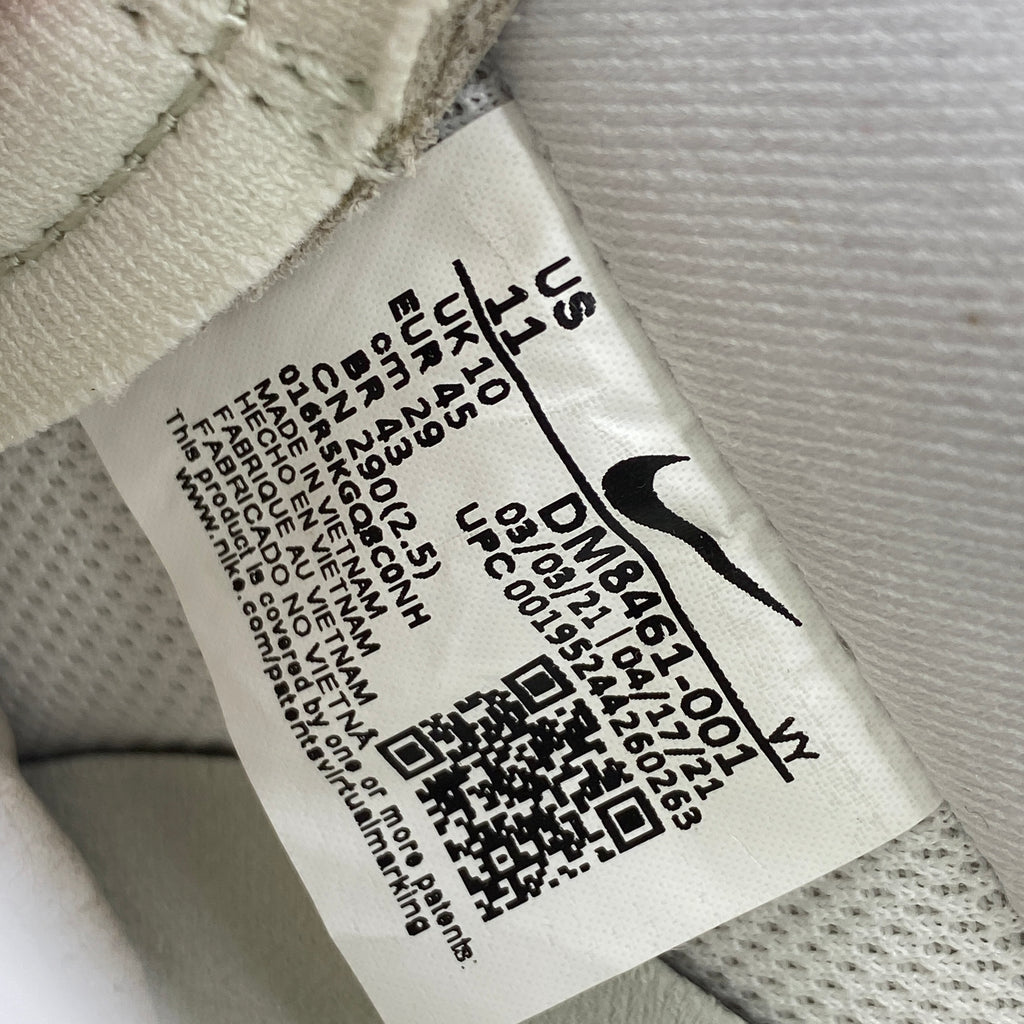 US
11
UK 10
EUR 45
cm 29
BR 43
CN 290(2.5)
016RSKGQ8C0NH
MADE IN VIETNAM
HECHO EN VIETNAM
FABRIQUE AU VIETNAM
FABRICADO NO VIETNÃ
This product is covered by one or more patents.
www.nike.com/patentsvirtualmarking
VY
DM8461-001
03/03/21 | 04/17/21
UPC 00195244260263